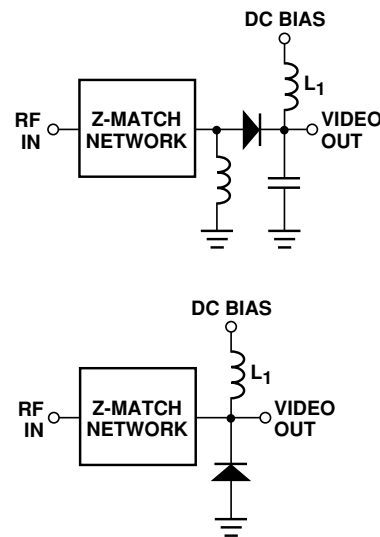 DC BIAS
L1
RF
IN
Z-MATCH
NETWORK
VIDEO
OUT
DC BIAS
L1
RF
IN
Z-MATCH
NETWORK
VIDEO
OUT